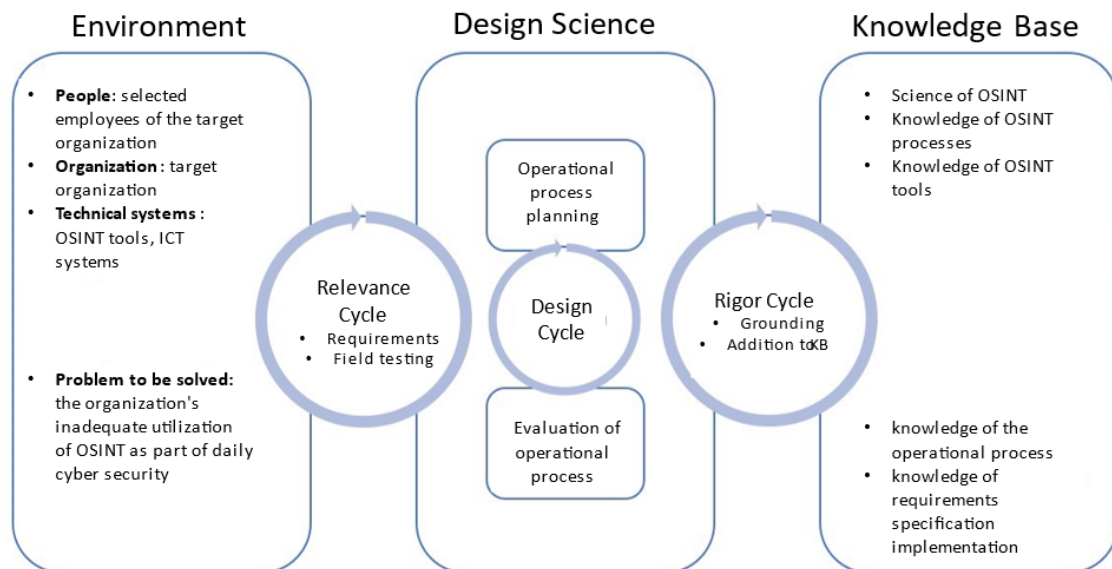 Environment
Design Science
Knowledge Base
• People: selected
employees of the target
organization
• Organization : target
organization
• Technical systems :
OSINT tools, ICT
systems
• Problem to be solved:
the organization's
inadequate utilization
of OSINT as part of daily
cyber security
Relevance
Cycle
• Requirements
• Field testing
Operational
process
planning
Design
Cycle
Evaluation of
operational
process
Rigor Cycle
• Grounding
• Addition to KB
• Science of OSINT
• Knowledge of OSINT
processes
• Knowledge of OSINT
tools
• knowledge of the
operational process
• knowledge of
requirements
specification
implementation